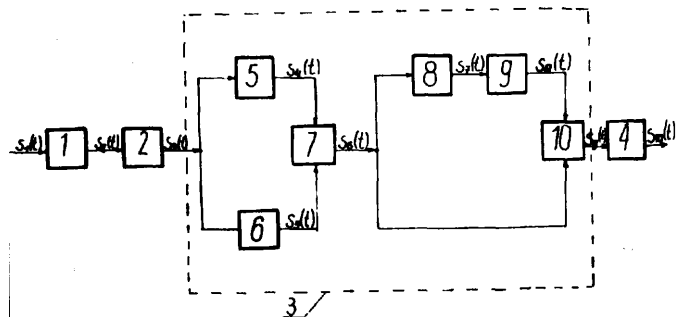 5
S₄(t)
8
S₇(t)
9
S₈(t)
S₁(t)
1
S₂(t)
2
S₃(t)
7
S₆(t)
10
4
S₁₀(t)
6
S₅(t)
3